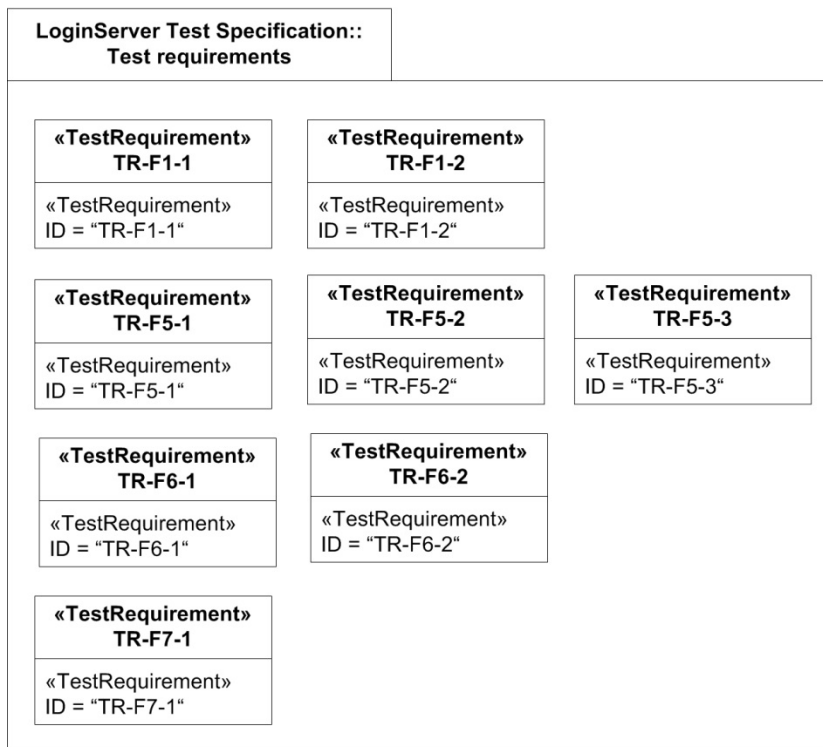 LoginServer Test Specification::
Test requirements
«TestRequirement»
TR-F1-1
«TestRequirement»
ID = “TR-F1-1“
«TestRequirement»
TR-F1-2
«TestRequirement»
ID = “TR-F1-2“
«TestRequirement»
TR-F5-1
«TestRequirement»
ID = “TR-F5-1“
«TestRequirement»
TR-F5-2
«TestRequirement»
ID = “TR-F5-2“
«TestRequirement»
TR-F5-3
«TestRequirement»
ID = “TR-F5-3“
«TestRequirement»
TR-F6-1
«TestRequirement»
ID = “TR-F6-1“
«TestRequirement»
TR-F6-2
«TestRequirement»
ID = “TR-F6-2“
«TestRequirement»
TR-F7-1
«TestRequirement»
ID = “TR-F7-1“